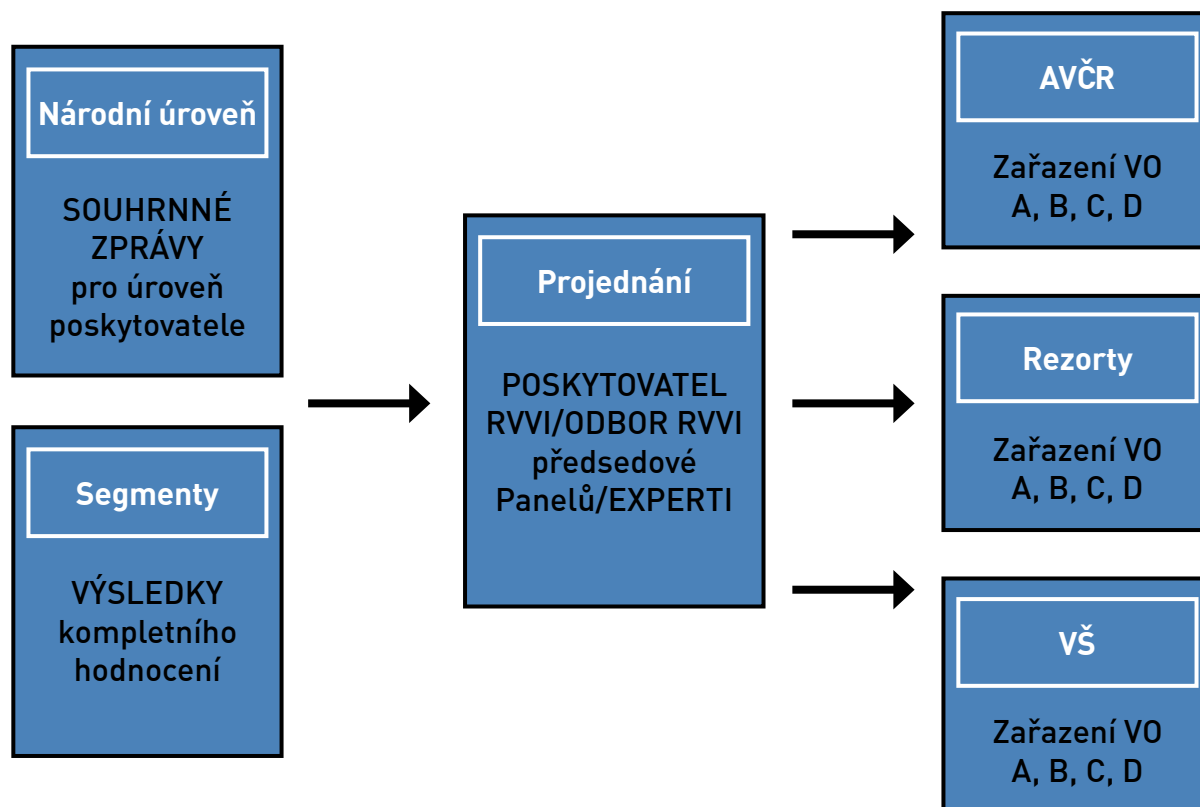 Národní úroveň
SOUHRNNÉ
ZPRÁVY
pro úroveň
poskytovatele
Segmenty
VÝSLEDKY
kompletního
hodnocení
Projednání
POSKYTOVATEL
RVVI/ODBOR RVVI
předsedové
Panelů/EXPERTI
AVČR
Zařazení VO
A, B, C, D
Rezorty
Zařazení VO
A, B, C, D
VŠ
Zařazení VO
A, B, C, D